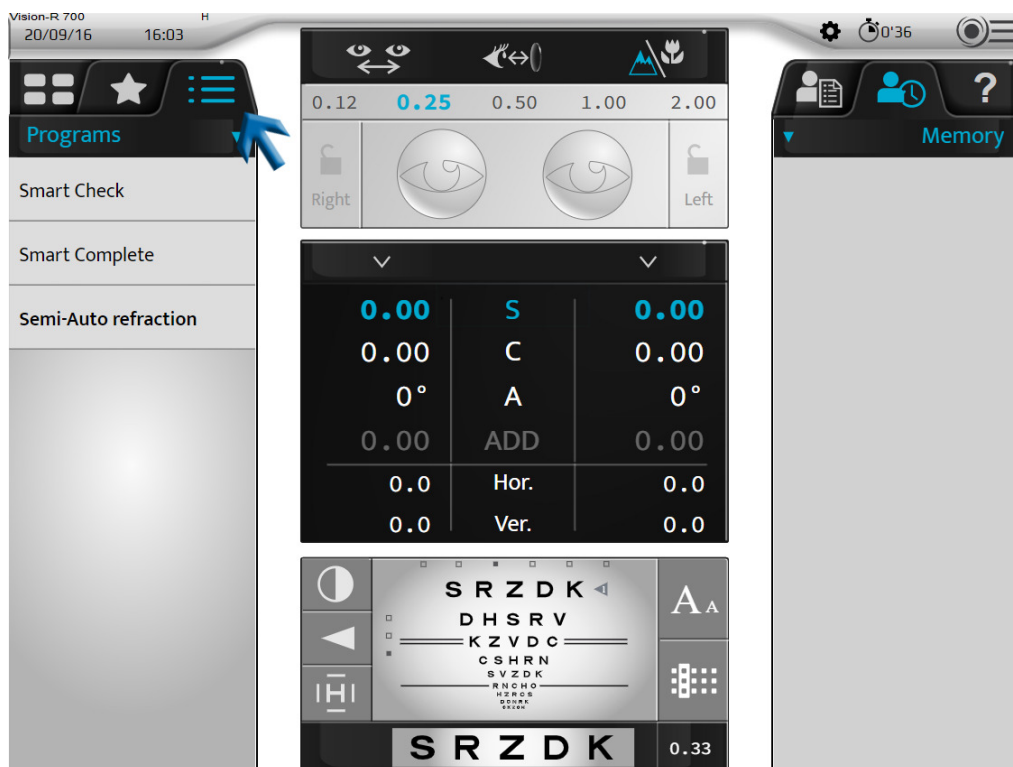 Vision-R 700 H
20/09/16 16:03 0'36
?
Programs Memory
Smart Check
Smart Complete
Semi-Auto refraction
0.12 0.25 0.50 1.00 2.00
Right Left
0.00 S 0.00
0.00 C 0.00
0° A 0°
0.00 ADD 0.00
0.0 Hor. 0.0
0.0 Ver. 0.0
S R Z D K
D H S R V
K Z V D C
C S H R N
S V Z D K
R N C H O
A A
H
S R Z D K 0.33